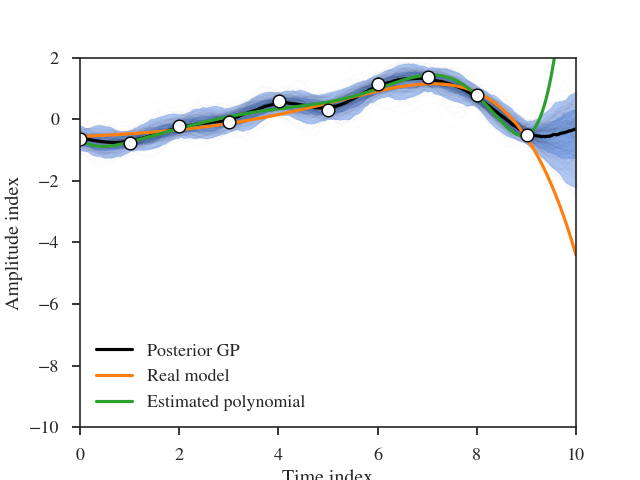 2
0
−2
−4
−6
−8
−10
Amplitude index
Posterior GP
Real model
Estimated polynomial
0 2 4 6 8 10
Time index